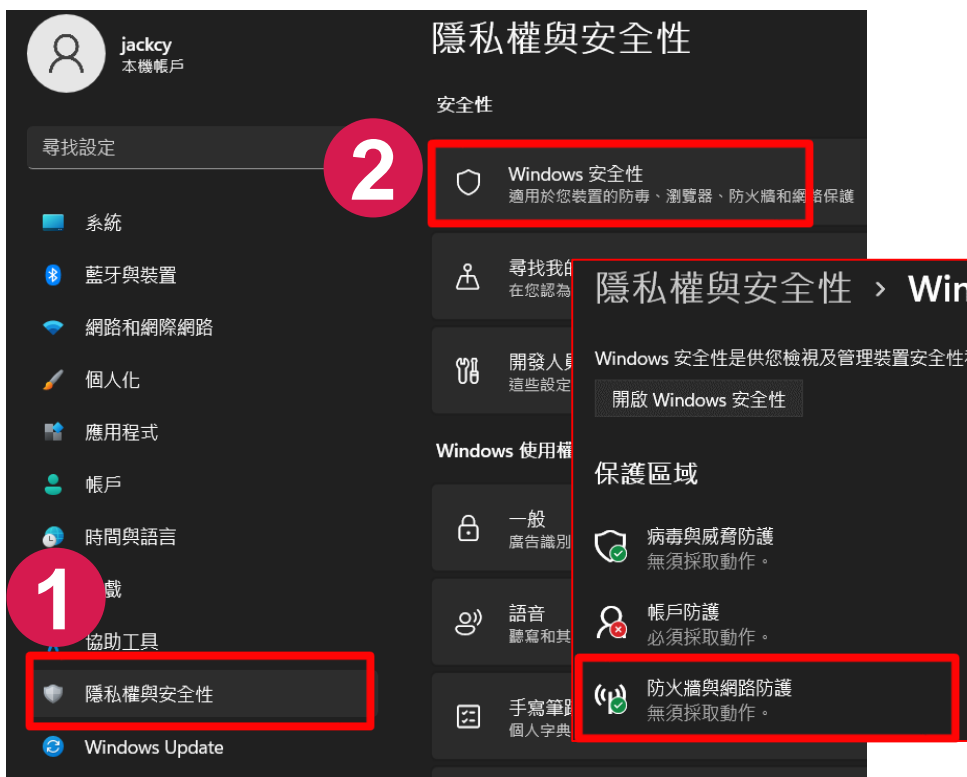 jackcy
本機帳戶
尋找設定
系統
藍牙與裝置
網路和網際網路
個人化
應用程式
帳戶
時間與語言
戲
協助工具
隱私權與安全性
Windows Update
1
隱私權與安全性
安全性
2
Windows 安全性
適用於您裝置的防毒、瀏覽器、防火牆和網路保護
尋找我的
在您認為
開發人員
這些設定
Windows 使用權
一般
廣告識別
語音
聽寫和其
手寫筆跡
個人字典
隱私權與安全性 › Win
Windows 安全性是供您檢視及管理裝置安全性和
開啟 Windows 安全性
保護區域
病毒與威脅防護
無須採取動作。
帳戶防護
必須採取動作。
防火牆與網路防護
無須採取動作。